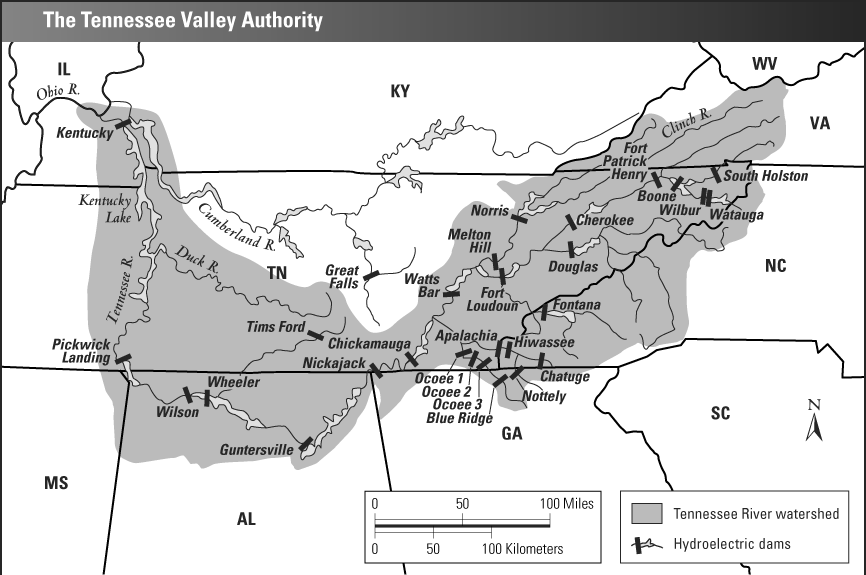 The Tennessee Valley Authority
IL
Ohio R.
KY
WV
VA
Kentucky
Clinch R.
Fort
Patrick
Henry
South Holston
Boone
Wilbur
Watauga
Kentucky
Lake
Cumberland R.
Norris
Cherokee
Melton
Hill
Duck R.
TN
Great
Falls
Watts
Bar
Fort
Loudoun
Douglas
NC
Tennessee R.
Fontana
Tims Ford
Chickamauga
Apalachia
Hiwassee
Pickwick
Landing
Nickajack
Ocoee 1
Ocoee 2
Ocoee 3
Blue Ridge
Chatuge
Nottely
Wheeler
Wilson
Guntersville
GA
SC
N
MS
AL
0 50 100 Miles
0 50 100 Kilometers
Tennessee River watershed
Hydroelectric dams